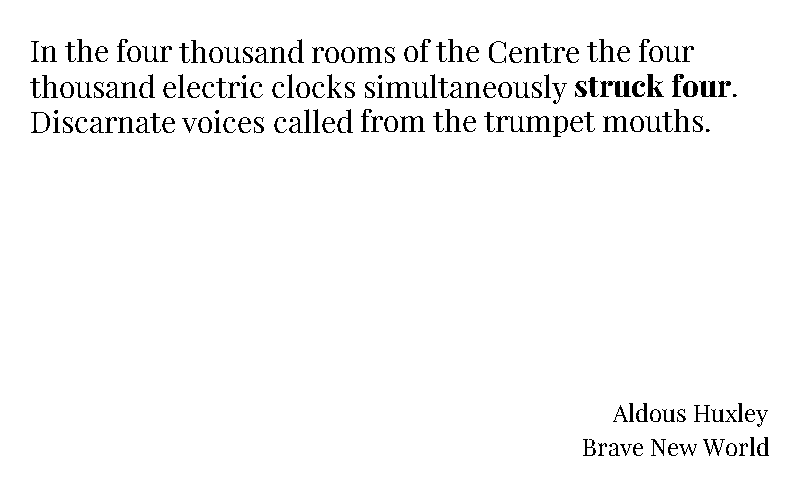 In the four thousand rooms of the Centre the four
thousand electric clocks simultaneously struck four.
Discarnate voices called from the trumpet mouths.
Aldous Huxley
Brave New World